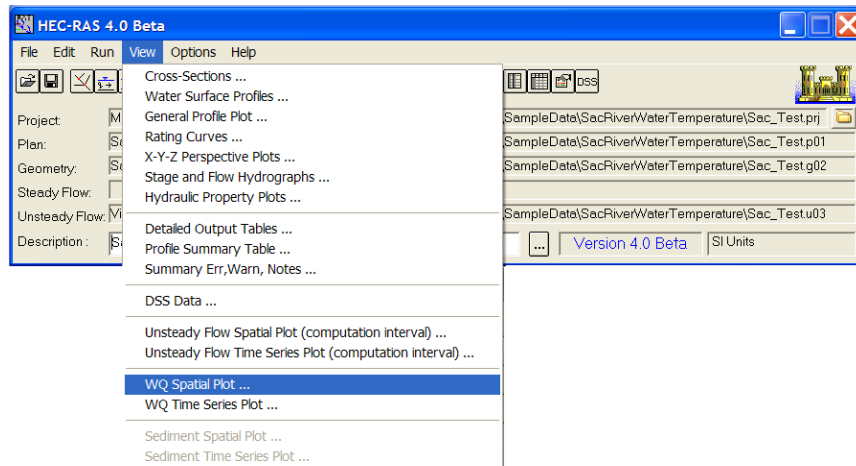 HEC-RAS 4.0 Beta
File Edit Run View Options Help
DSS
Project:
SampleData\SacRiverWaterTemperature\Sac_Test.prj
Plan:
SampleData\SacRiverWaterTemperature\Sac_Test.p01
Geometry:
SampleData\SacRiverWaterTemperature\Sac_Test.g02
Steady Flow:
Unsteady Flow:
SampleData\SacRiverWaterTemperature\Sac_Test.u03
Description :
... Version 4.0 Beta SI Units
Cross-Sections ...
Water Surface Profiles ...
General Profile Plot ...
Rating Curves ...
X-Y-Z Perspective Plots ...
Stage and Flow Hydrographs ...
Hydraulic Property Plots ...
Detailed Output Tables ...
Profile Summary Table ...
Summary Err,Warn, Notes ...
DSS Data ...
Unsteady Flow Spatial Plot (computation interval) ...
Unsteady Flow Time Series Plot (computation interval) ...
WQ Spatial Plot ...
WQ Time Series Plot ...
Sediment Spatial Plot ...
Sediment Time Series Plot ...